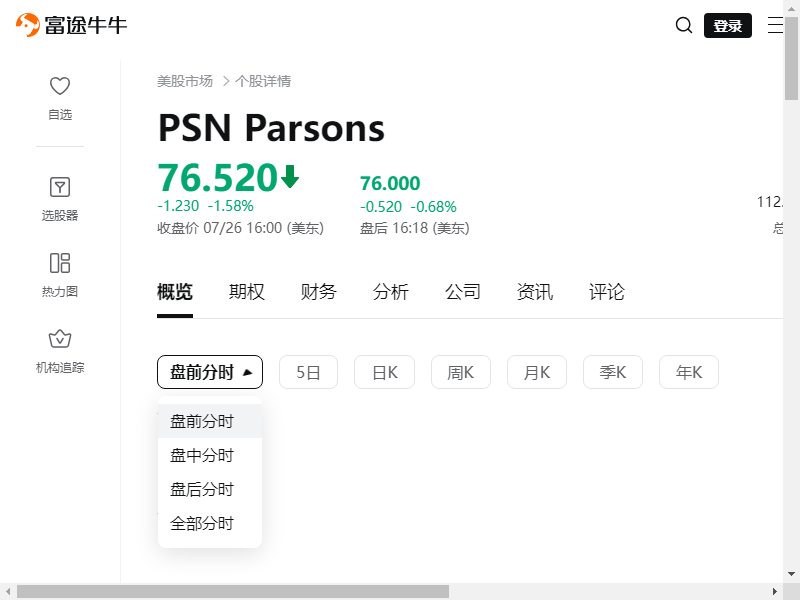 富途牛牛
登录
自选
选股器
热力图
机构追踪
美股市场 > 个股详情
PSN Parsons
76.520
-1.230 -1.58%
收盘价 07/26 16:00 (美东)
76.000
-0.520 -0.68%
盘后 16:18 (美东)
112.
总
概览 期权 财务 分析 公司 资讯 评论
盘前分时 5日 日K 周K 月K 季K 年K
盘前分时
盘中分时
盘后分时
全部分时